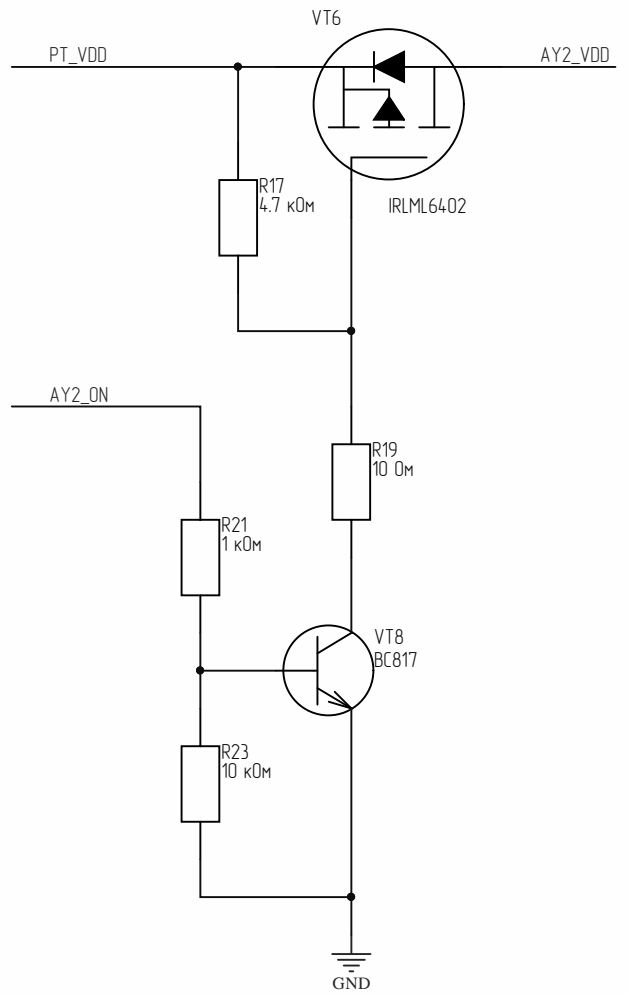 VT6
PT_VDD
AY2_VDD
R17
4.7 кОм
IRLML6402
AY2_ON
R19
10 Ом
R21
1 кОм
VT8
BC817
R23
10 кОм
GND